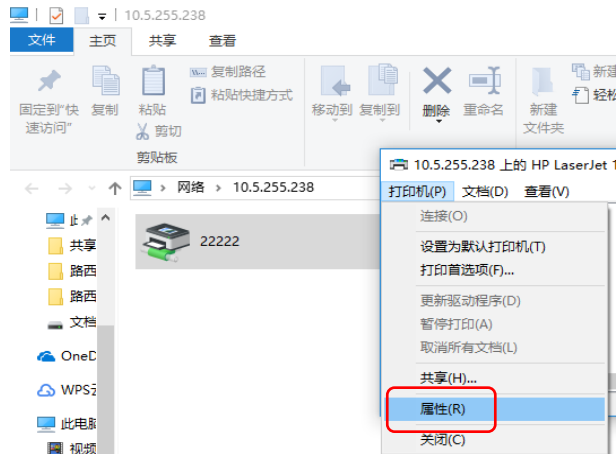 10.5.255.238
文件 主页 共享 查看
固定到"快速访问"
复制
粘贴
复制路径
粘贴快捷方式
剪切
剪贴板
移动到 复制到 删除 重命名
新建
文件夹
新建
轻松
网络 › 10.5.255.238
共享
路西
路西
文档
OneD
WPS云
此电脑
视频
22222
10.5.255.238 上的 HP LaserJet 1
打印机(P) 文档(D) 查看(V)
连接(O)
设置为默认打印机(T)
打印首选项(F)...
更新驱动程序(D)
暂停打印(A)
取消所有文档(L)
共享(H)...
属性(R)
关闭(C)